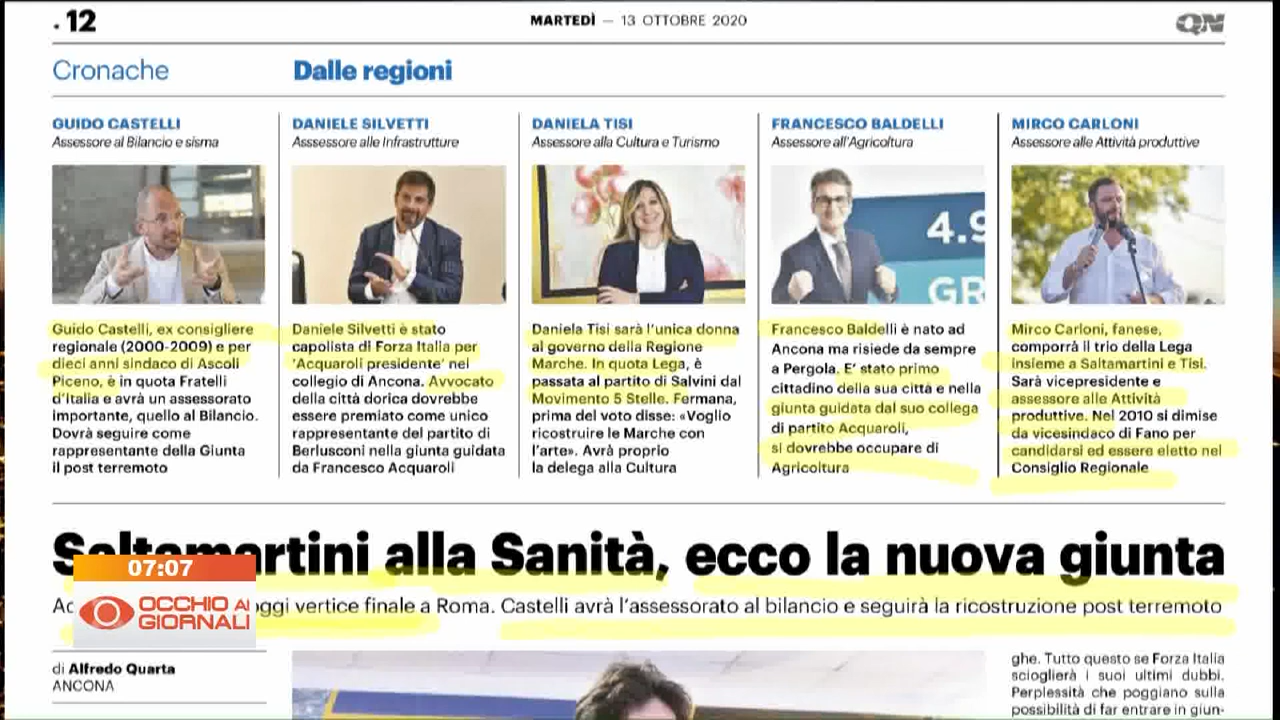 . 12
MARTEDÌ — 13 OTTOBRE 2020
QN
Cronache
Dalle regioni
GUIDO CASTELLI
Assessore al Bilancio e sisma
Guido Castelli, ex consigliere
regionale (2000-2009) e per
dieci anni sindaco di Ascoli
Piceno, è in quota Fratelli
d'Italia e avrà un assessorato
importante, quello al Bilancio.
Dovrà seguire come
rappresentante della Giunta
il post terremoto
DANIELE SILVETTI
Asssessore alle Infrastrutture
Daniele Silvetti è stato
capolista di Forza Italia per
'Acquaroli presidente' nel
collegio di Ancona. Avvocato
della città dorica dovrebbe
essere premiato come unico
rappresentante del partito di
Berlusconi nella giunta guidata
da Francesco Acquaroli
DANIELA TISI
Assessore alla Cultura e Turismo
Daniela Tisi sarà l'unica donna
al governo della Regione
Marche. In quota Lega, è
passata al partito di Salvini dal
Movimento 5 Stelle. Fermana,
prima del voto disse: «Voglio
ricostruire le Marche con
l'arte». Avrà proprio
la delega alla Cultura
FRANCESCO BALDELLI
Assessore all'Agricoltura
4.9
GR
Francesco Baldelli è nato ad
Ancona ma risiede da sempre
a Pergola. E' stato primo
cittadino della sua città e nella
giunta guidata dal suo collega
di partito Acquaroli,
si dovrebbe occupare di
Agricoltura
MIRCO CARLONI
Assessore alle Attività produttive
Mirco Carloni, fanese,
comporrà il trio della Lega
insieme a Saltamartini e Tisi.
Sarà vicepresidente e
assessore alle Attività
produttive. Nel 2010 si dimise
da vicesindaco di Fano per
candidarsi ed essere eletto nel
Consiglio Regionale
Saltamartini alla Sanità, ecco la nuova giunta
Ac oggi vertice finale a Roma. Castelli avrà l'assessorato al bilancio e seguirà la ricostruzione post terremoto
07:07
OCCHIO AI
GIORNALI
di Alfredo Quarta
ANCONA
ghe. Tutto questo se Forza Italia
scioglierà i suoi ultimi dubbi.
Perplessità che poggiano sulla
possibilità di far entrare in giun-